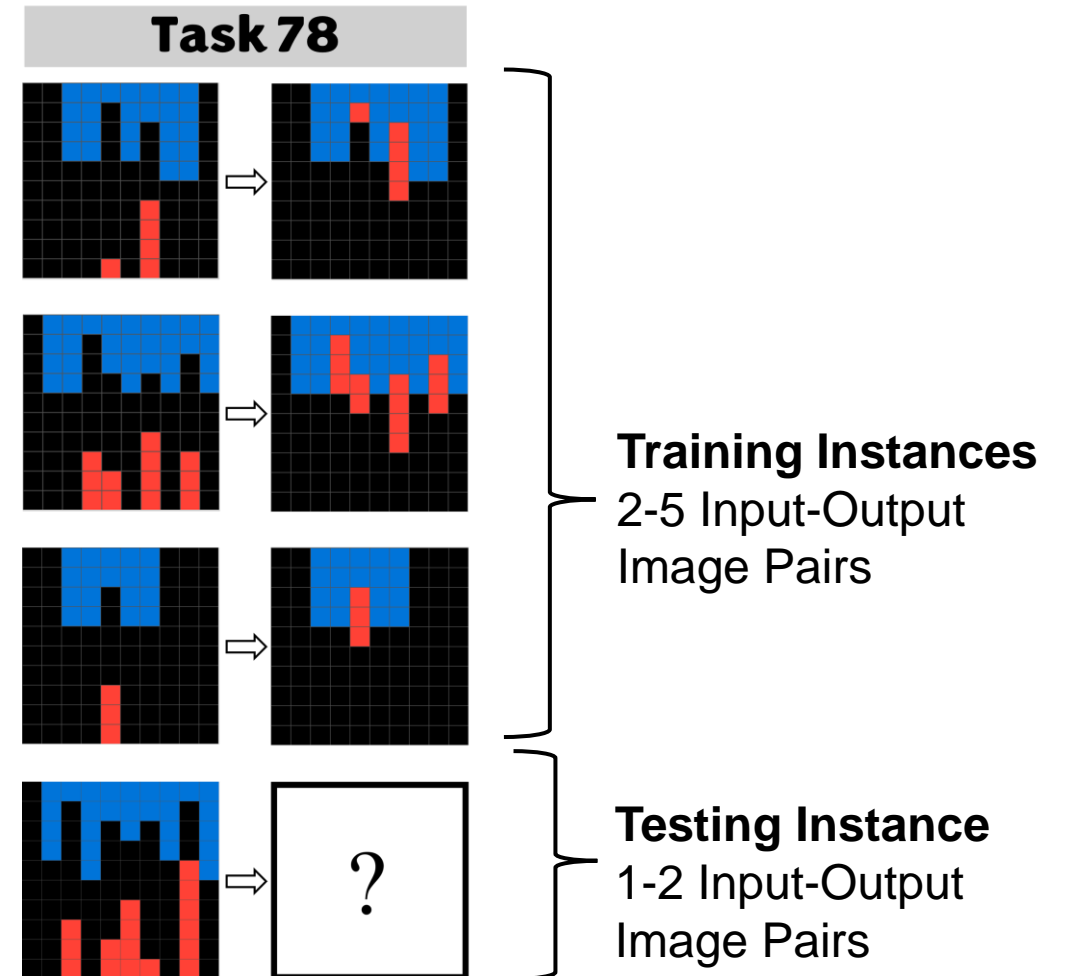 Task 78
Training Instances
2-5 Input-Output
Image Pairs
Testing Instance
1-2 Input-Output
Image Pairs
?